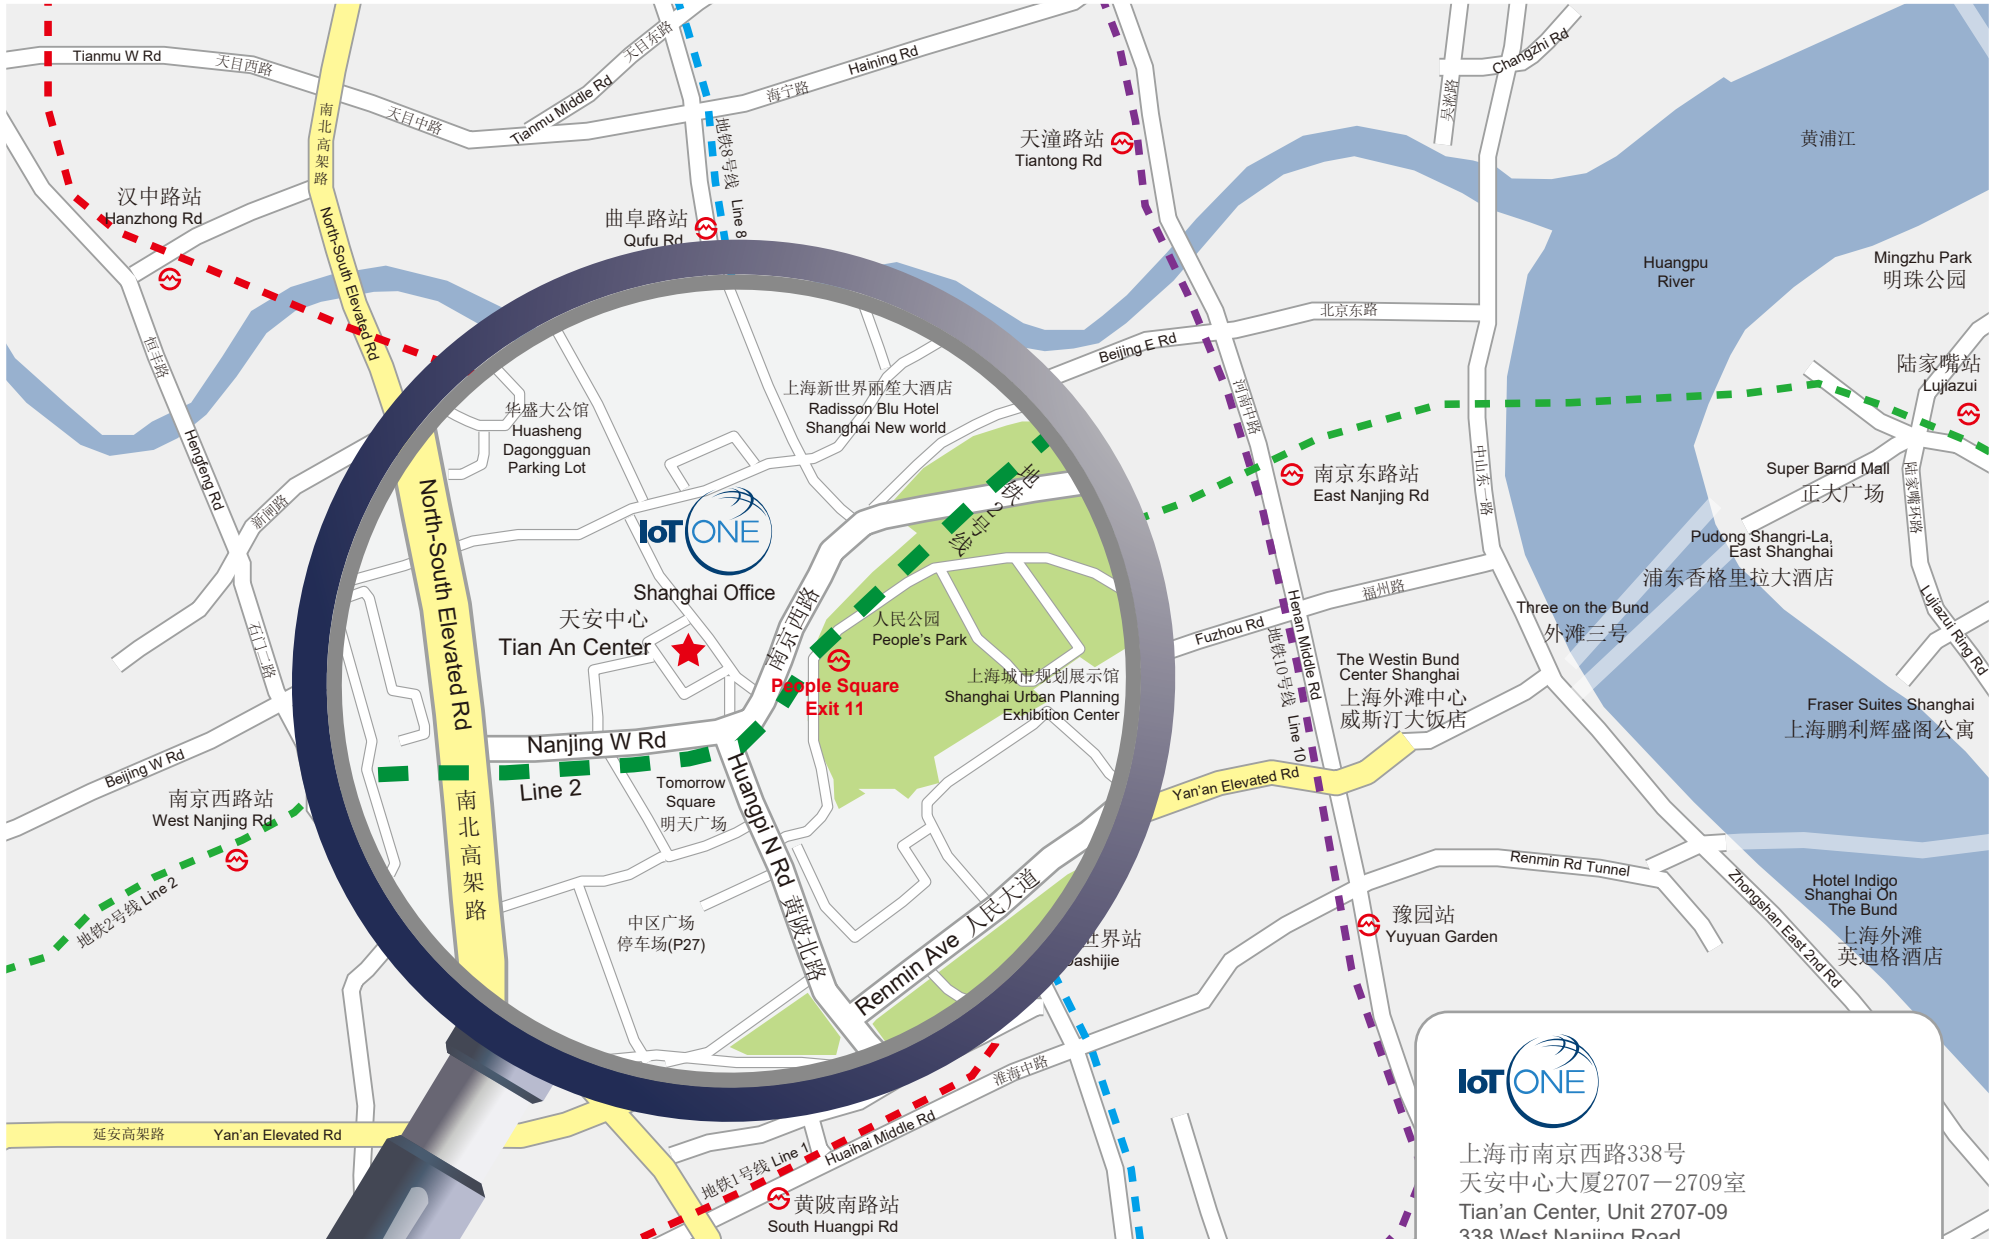 Tianmu W Rd
天目西路
天目中路
Tianmu Middle Rd
天目东路
Haining Rd
海宁路
Changzhi Rd
吴淞路
南北高架路
North-South Elevated Rd
汉中路站
Hanzhong Rd
地铁8号线 Line 8
曲阜路站
Qufu Rd
天潼路站
Tiantong Rd
黄浦江
Huangpu
River
Mingzhu Park
明珠公园
北京东路
Beijing E Rd
恒丰路
Hengfeng Rd
新闸路
石门二路
陆家嘴站
Lujiazui
陆家嘴环路
Lujiazui Ring Rd
Super Barnd Mall
正大广场
Pudong Shangri-La,
East Shanghai
浦东香格里拉大酒店
河南中路
中山东一路
南京东路站
East Nanjing Rd
华盛大公馆
Huasheng
Dagongguan
Parking Lot
上海新世界丽笙大酒店
Radisson Blu Hotel
Shanghai New world
IoT ONE
Shanghai Office
天安中心
Tian An Center
North-South Elevated Rd
南北高架路
南京西路
地铁2号线
人民公园
People's Park
People Square
Exit 11
上海城市规划展示馆
Shanghai Urban Planning
Exhibition Center
Nanjing W Rd
Line 2
Tomorrow
Square
明天广场
Huangpi N Rd 黄陂北路
中区广场
停车场(P27)
Renmin Ave 人民大道
Fuzhou Rd
福州路
Henan Middle Rd
地铁10号线 Line 10
Three on the Bund
外滩三号
The Westin Bund
Center Shanghai
上海外滩中心
威斯汀大饭店
Fraser Suites Shanghai
上海鹏利辉盛阁公寓
Yan'an Elevated Rd
Beijing W Rd
南京西路站
West Nanjing Rd
地铁2号线 Line 2
Renmin Rd Tunnel
Zhongshan East 2nd Rd
Hotel Indigo
Shanghai On
The Bund
上海外滩
英迪格酒店
豫园站
Yuyuan Garden
世界站
Dashijie
淮海中路
Huaihai Middle Rd
延安高架路 Yan'an Elevated Rd
地铁1号线 Line 1
黄陂南路站
South Huangpi Rd
IoT ONE
上海市南京西路338号
天安中心大厦2707－2709室
Tian'an Center, Unit 2707-09
338 West Nanjing Road